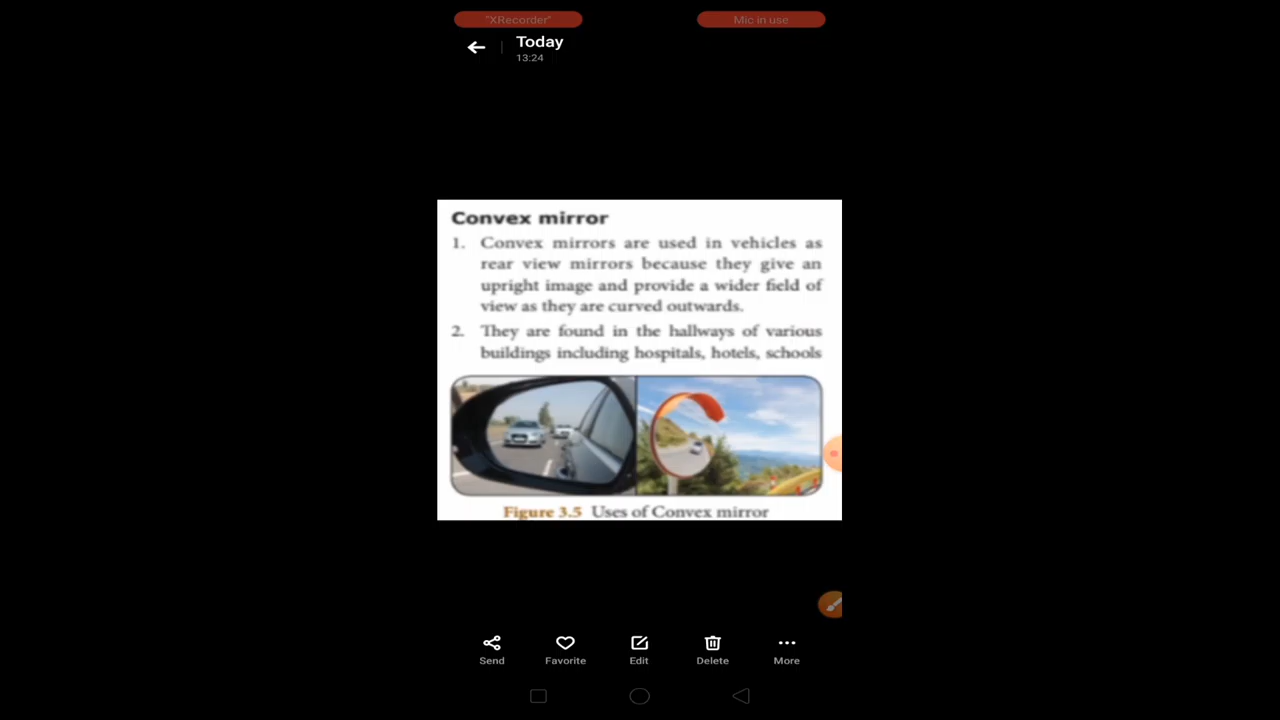 "XRecorder"
Mic in use
Today
13:24
Convex mirror
1. Convex mirrors are used in vehicles as
rear view mirrors because they give an
upright image and provide a wider field of
view as they are curved outwards.
2. They are found in the hallways of various
buildings including hospitals, hotels, schools
Figure 3.5 Uses of Convex mirror
Send
Favorite
Edit
Delete
More